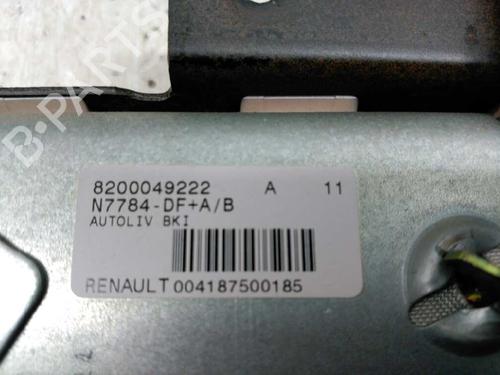 8200049222 A 11
N7784-DF+A/B
AUTOLIV BKI
RENAULT 004187500185
B-PARTS